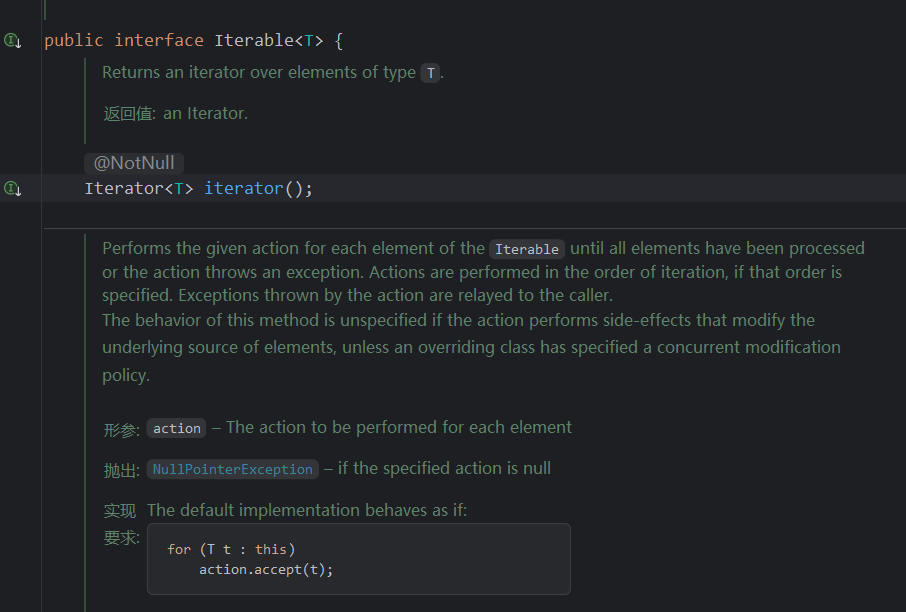 public interface Iterable<T> {
Returns an iterator over elements of type T.
返回值: an Iterator.
@NotNull
Iterator<T> iterator();
Performs the given action for each element of the Iterable until all elements have been processed
or the action throws an exception. Actions are performed in the order of iteration, if that order is
specified. Exceptions thrown by the action are relayed to the caller.
The behavior of this method is unspecified if the action performs side-effects that modify the
underlying source of elements, unless an overriding class has specified a concurrent modification
policy.
形参: action – The action to be performed for each element
抛出: NullPointerException – if the specified action is null
实现 The default implementation behaves as if:
要求:
for (T t : this)
action.accept(t);